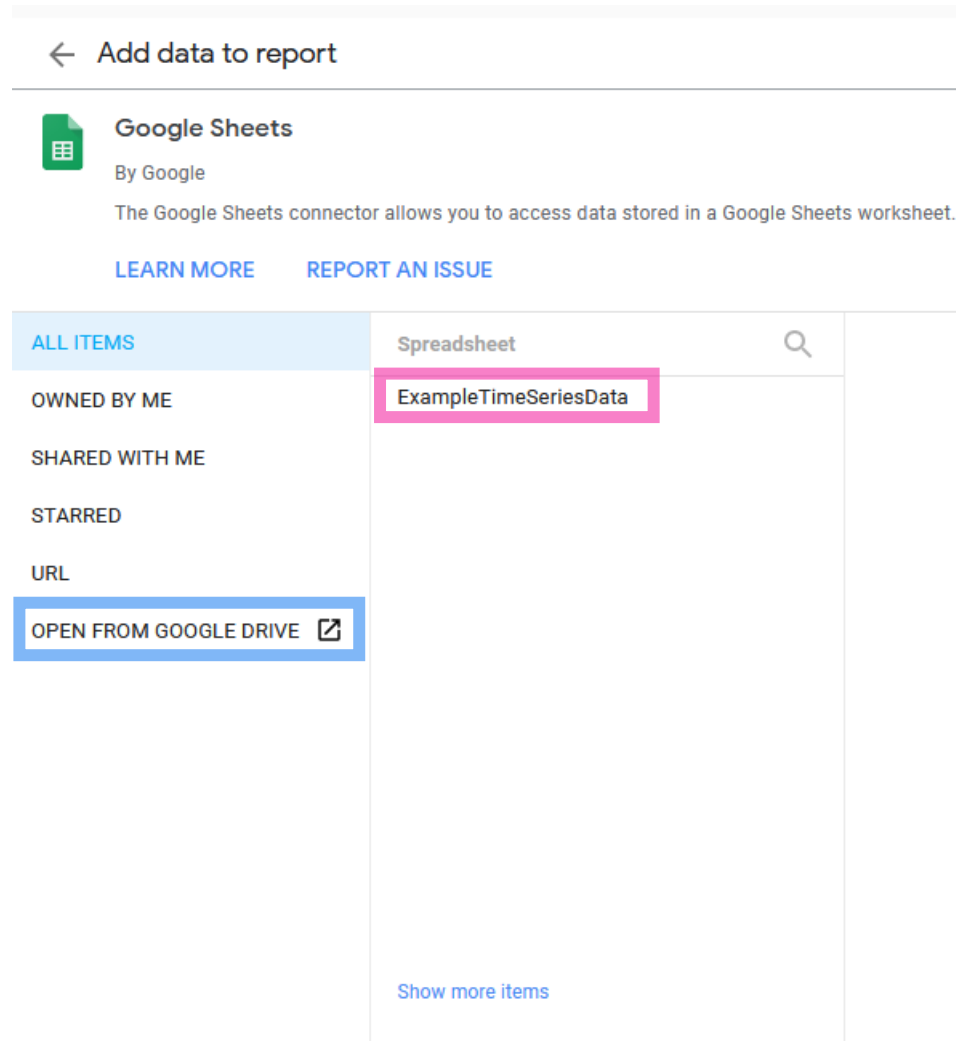 Add data to report
Google Sheets
By Google
The Google Sheets connector allows you to access data stored in a Google Sheets worksheet.
LEARN MORE REPORT AN ISSUE
ALL ITEMS
OWNED BY ME
SHARED WITH ME
STARRED
URL
OPEN FROM GOOGLE DRIVE
Spreadsheet
ExampleTimeSeriesData
Show more items